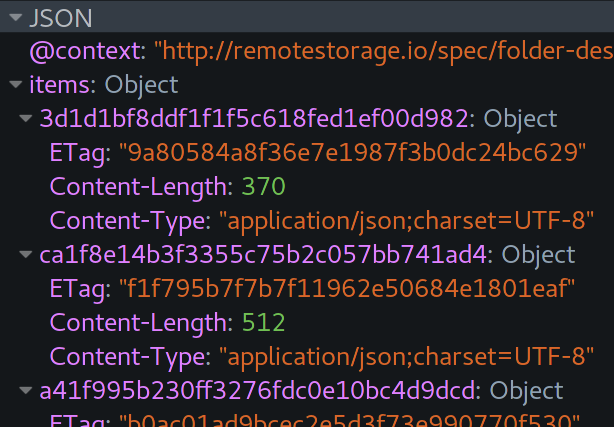 JSON
@context: "http://remotestorage.io/spec/folder-des
items: Object
3d1d1bf8ddf1f1f5c618fed1ef00d982: Object
ETag: "9a80584a8f36e7e1987f3b0dc24bc629"
Content-Length: 370
Content-Type: "application/json;charset=UTF-8"
ca1f8e14b3f3355c75b2c057bb741ad4: Object
ETag: "f1f795b7f7b7f11962e50684e1801eaf"
Content-Length: 512
Content-Type: "application/json;charset=UTF-8"
a41f995b230ff3276fdc0e10bc4d9dcd: Object
ETag: "b0ac01ad9bcec2e5d3f73e990770f530"